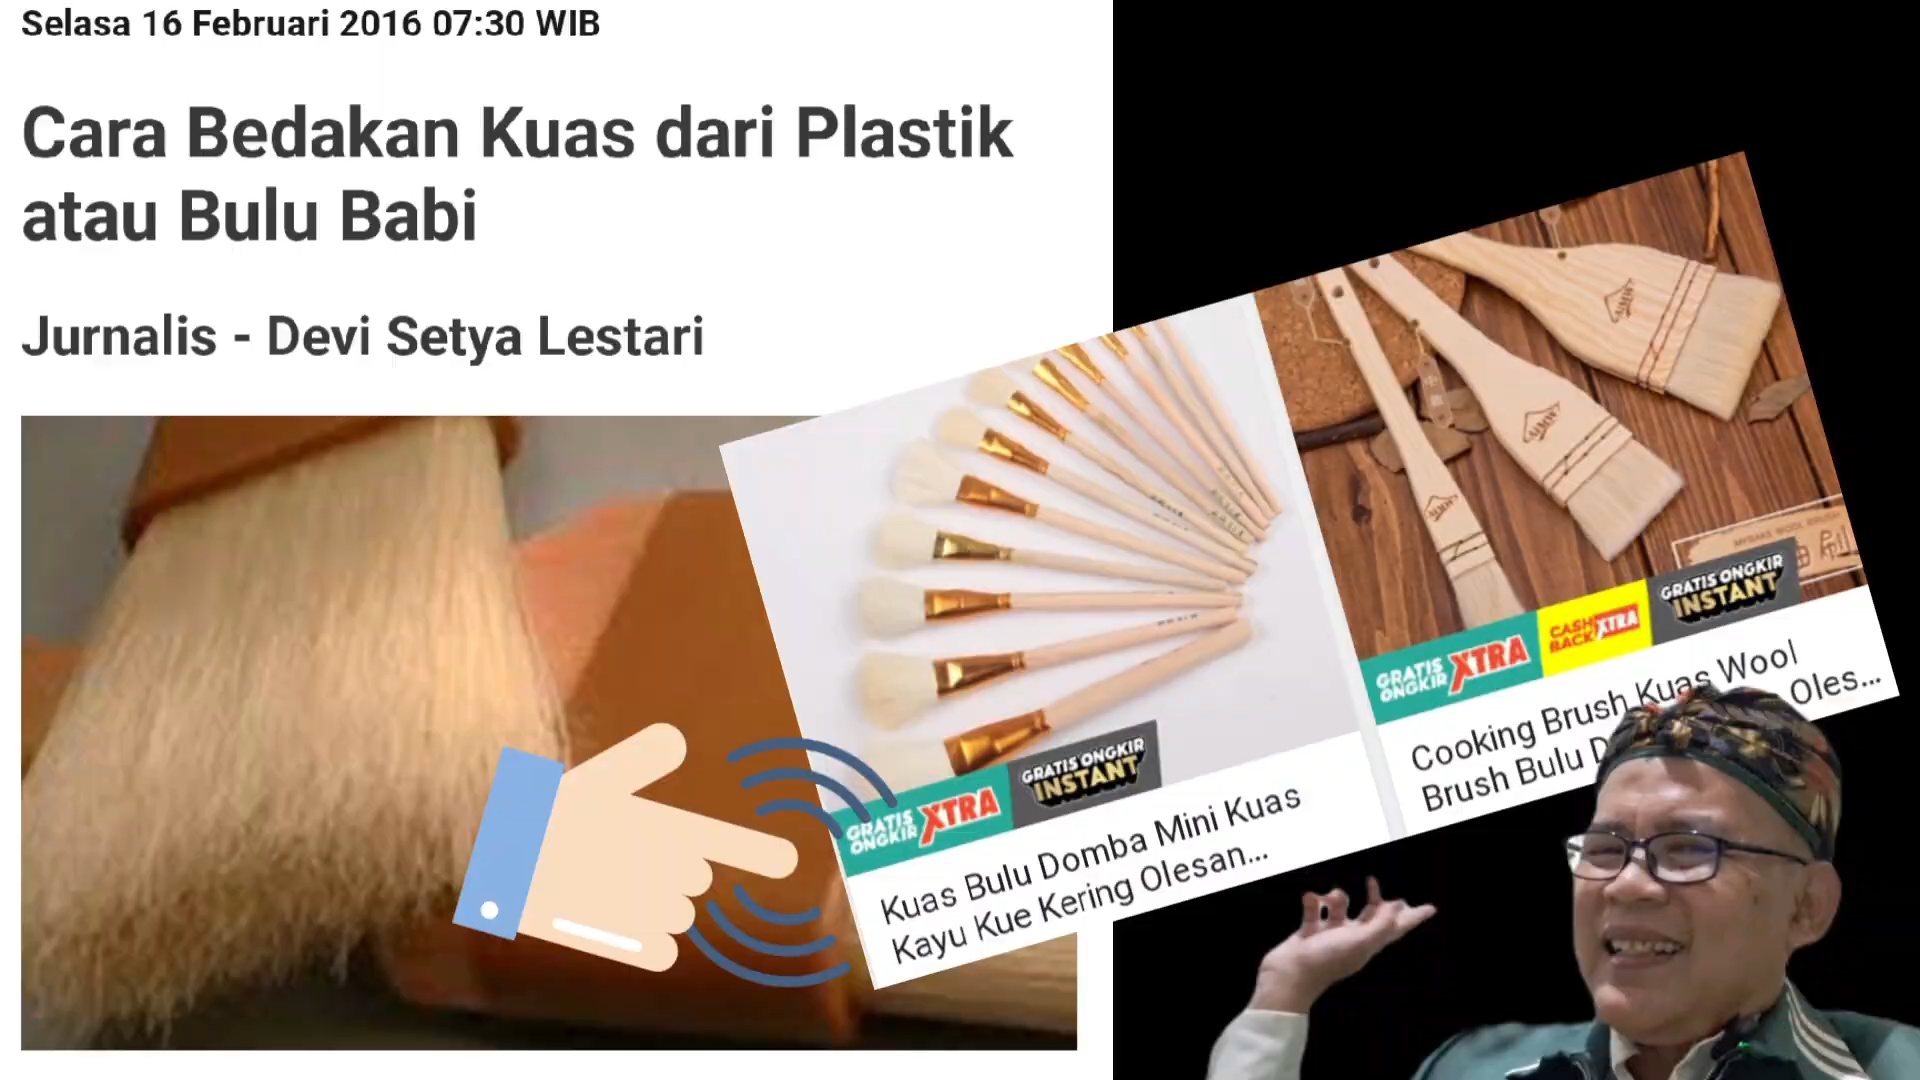 Selasa 16 Februari 2016 07:30 WIB
Cara Bedakan Kuas dari Plastik
atau Bulu Babi
Jurnalis - Devi Setya Lestari
GRATIS ONGKIR XTRA
GRATIS ONGKIR INSTANT
Kuas Bulu Domba Mini Kuas
Kayu Kue Kering Olesan...
GRATIS ONGKIR XTRA
CASHBACK XTRA
GRATIS ONGKIR INSTANT
Cooking Brush Kuas Wool
Brush Bulu Oles...